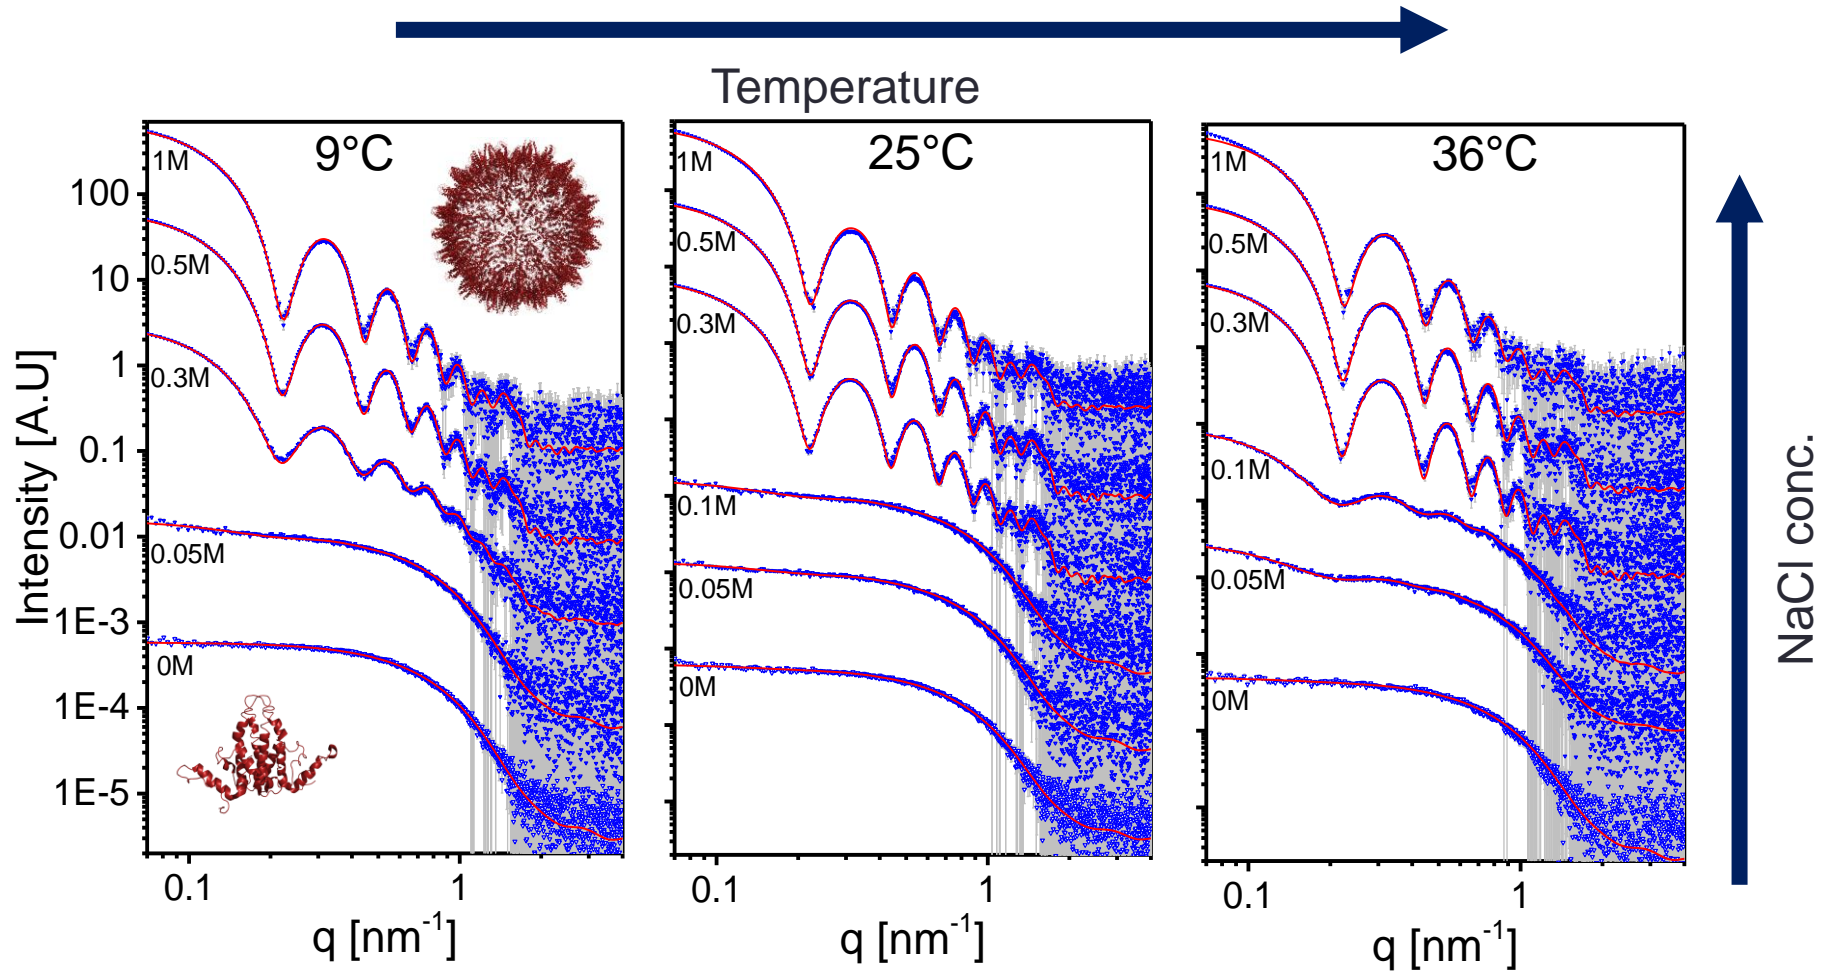 Temperature
9°C
25°C
36°C
1M
0.5M
0.3M
0.05M
0M
1M
0.5M
0.3M
0.1M
0.05M
0M
1M
0.5M
0.3M
0.1M
0.05M
0M
100
10
1
0.1
0.01
1E-3
1E-4
1E-5
Intensity [A.U]
NaCl conc.
0.1 1
0.1 1
0.1 1
q [nm⁻¹]
q [nm⁻¹]
q [nm⁻¹]